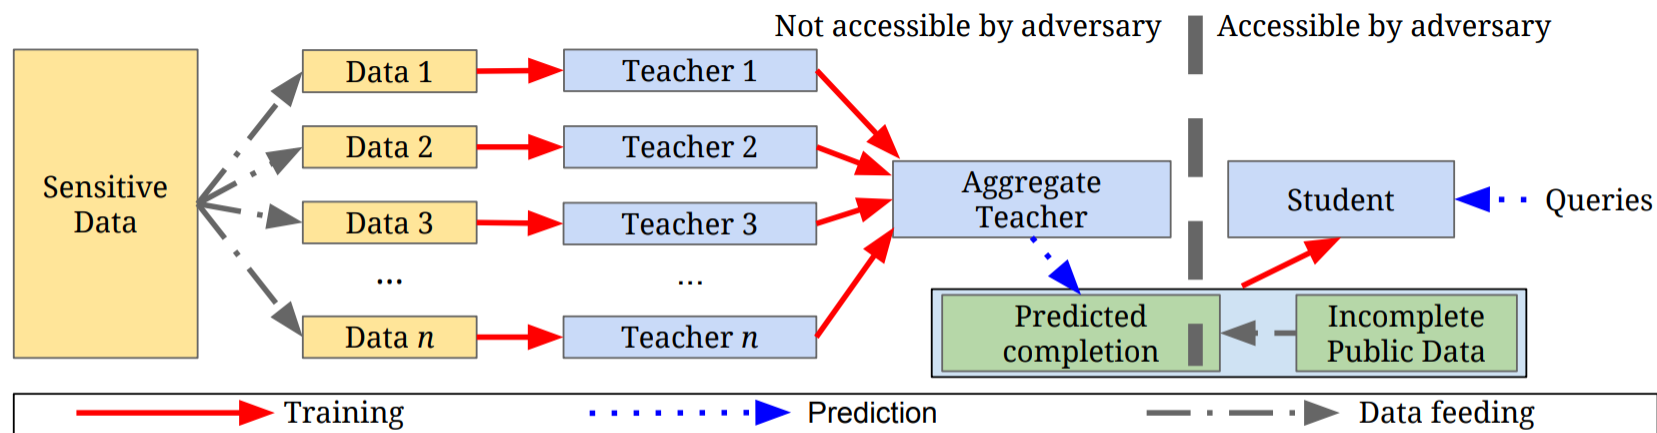 Not accessible by adversary
Accessible by adversary
Sensitive
Data
Data 1
Teacher 1
Data 2
Teacher 2
Data 3
Teacher 3
...
...
Data n
Teacher n
Aggregate
Teacher
Student
Queries
Predicted
completion
Incomplete
Public Data
Training
Prediction
Data feeding